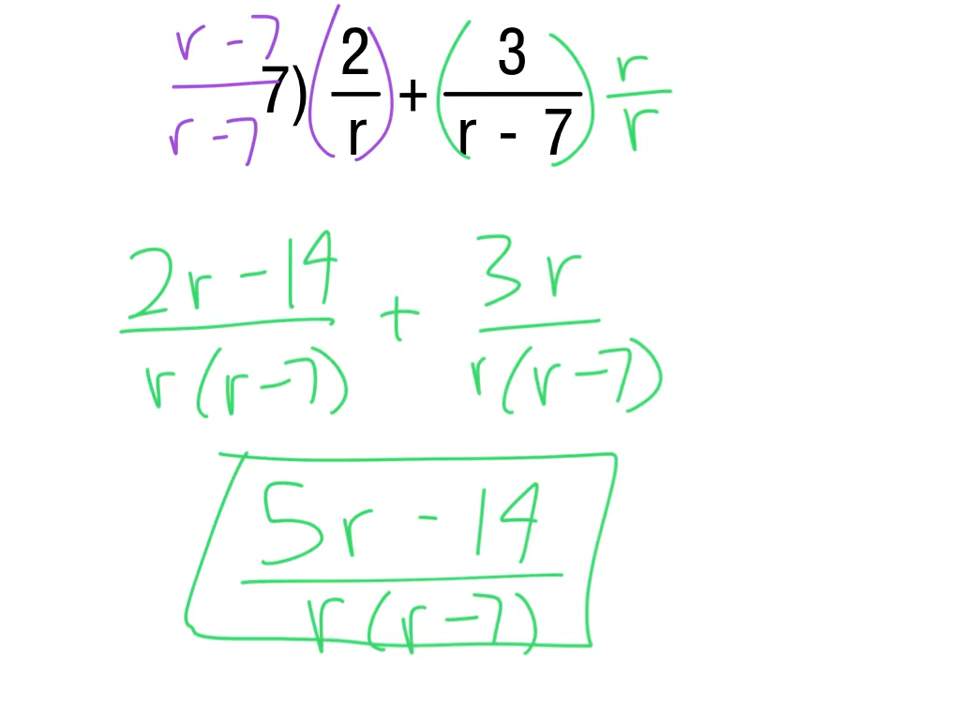 (r-7)/(r-7) 7) (2/r) + (3/(r - 7)) r/r
(2r-14)/(r(r-7)) + 3r/(r(r-7))
(5r-14)/(r(r-7))